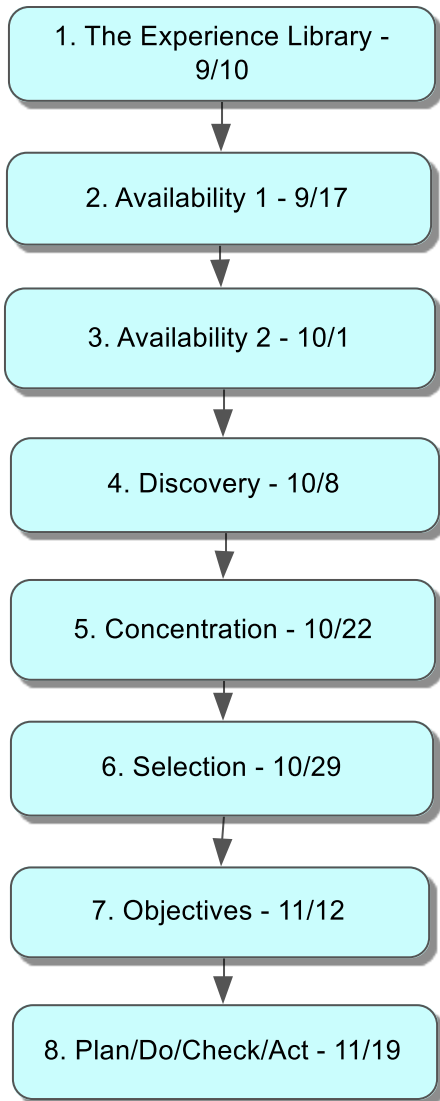 1. The Experience Library -
9/10
2. Availability 1 - 9/17
3. Availability 2 - 10/1
4. Discovery - 10/8
5. Concentration - 10/22
6. Selection - 10/29
7. Objectives - 11/12
8. Plan/Do/Check/Act - 11/19